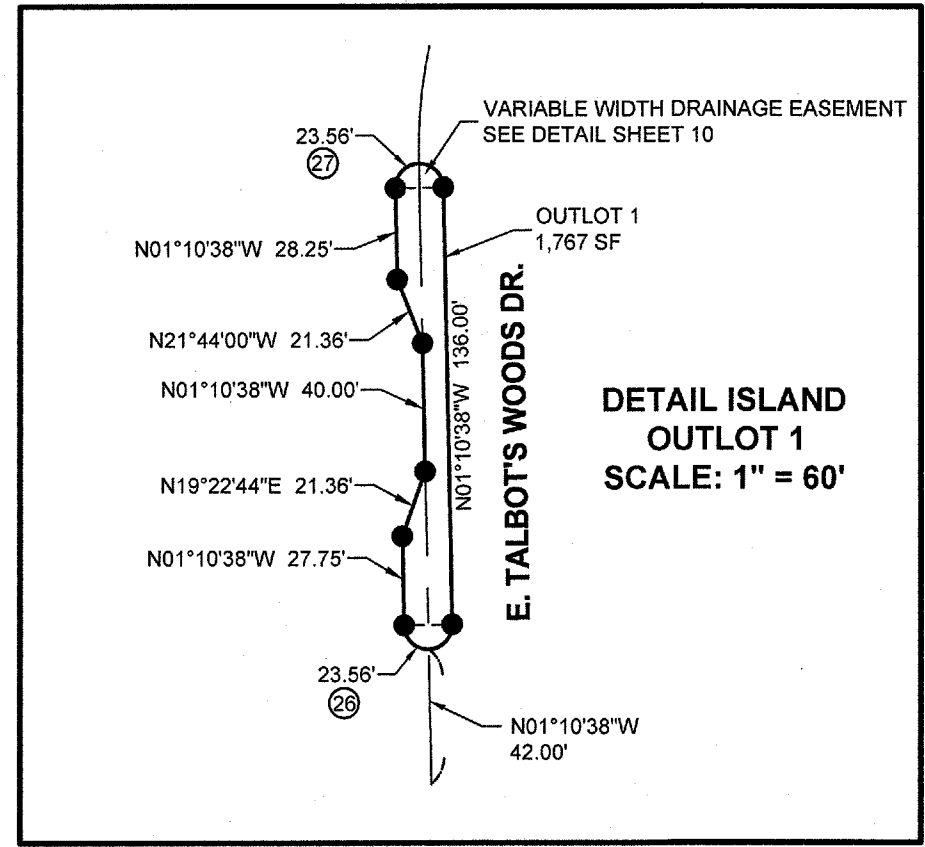 VARIABLE WIDTH DRAINAGE EASEMENT
SEE DETAIL SHEET 10
23.56'
27
OUTLOT 1
1,767 SF
N01°10'38"W 28.25'
N21°44'00"W 21.36'
N01°10'38"W 40.00'
N01°10'38"W 136.00'
E. TALBOT'S WOODS DR.
DETAIL ISLAND
OUTLOT 1
SCALE: 1" = 60'
N19°22'44"E 21.36'
N01°10'38"W 27.75'
23.56'
26
N01°10'38"W
42.00'